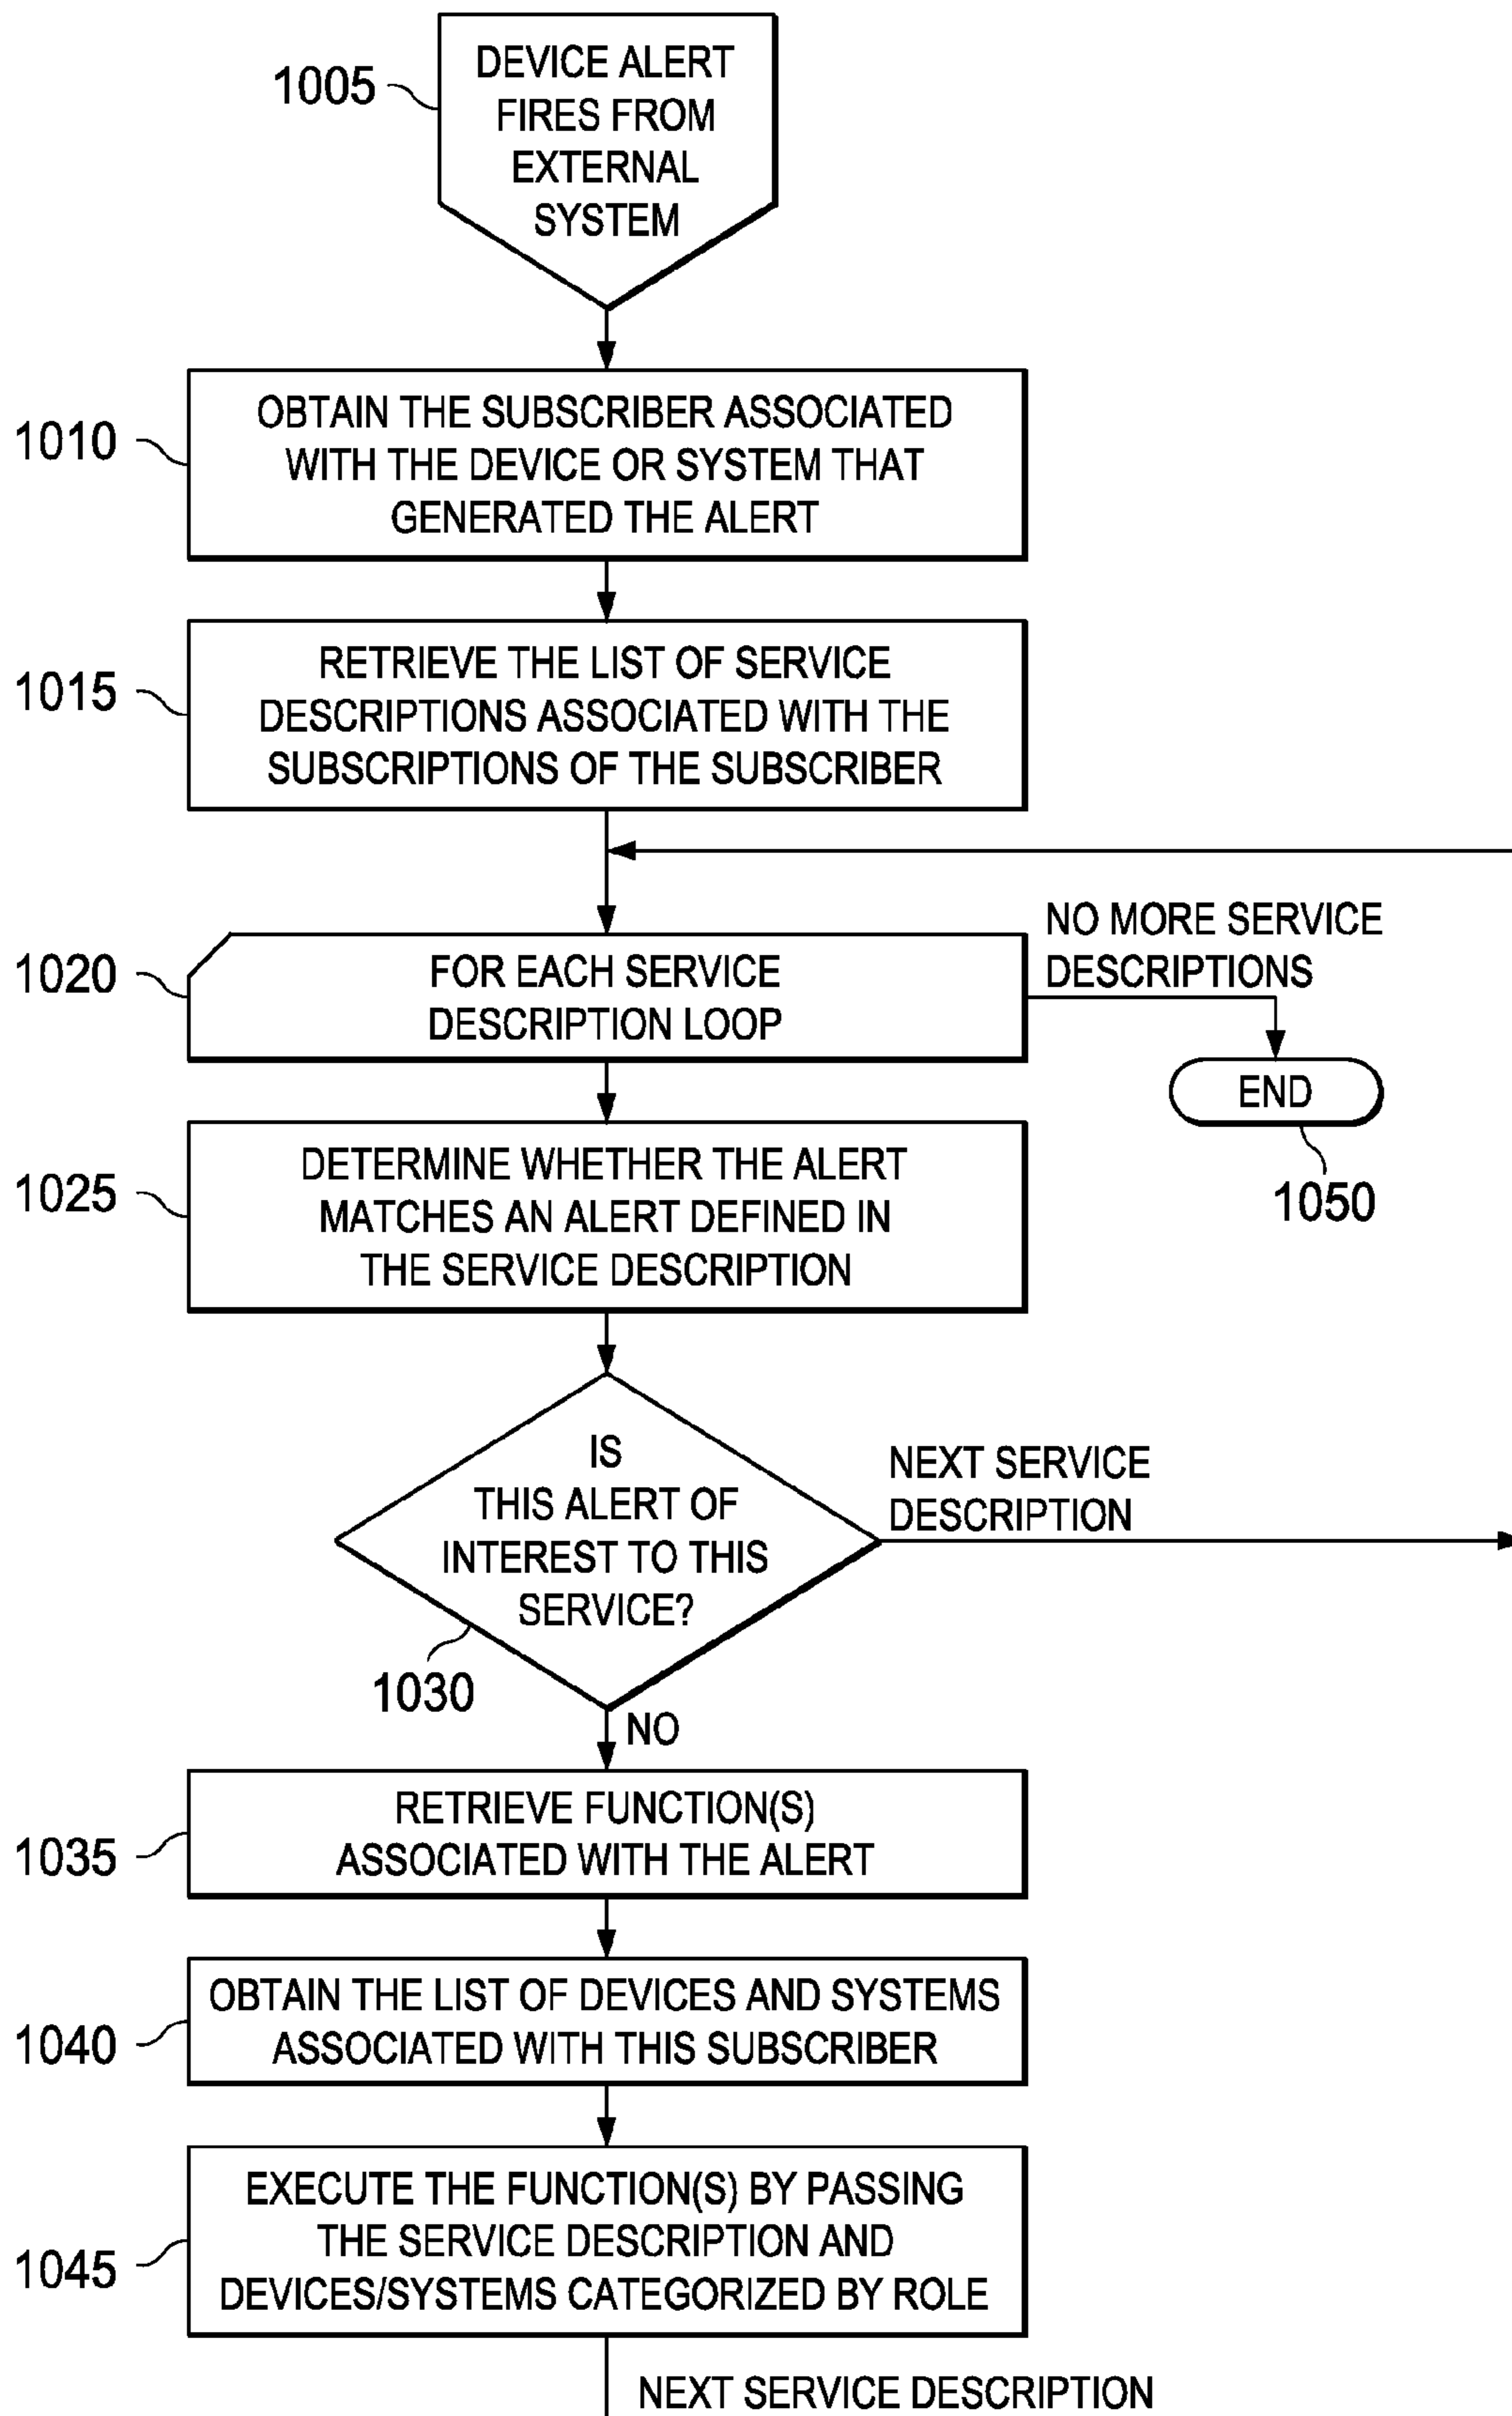 1005
DEVICE ALERT
FIRES FROM
EXTERNAL
SYSTEM
1010
OBTAIN THE SUBSCRIBER ASSOCIATED
WITH THE DEVICE OR SYSTEM THAT
GENERATED THE ALERT
1015
RETRIEVE THE LIST OF SERVICE
DESCRIPTIONS ASSOCIATED WITH THE
SUBSCRIPTIONS OF THE SUBSCRIBER
1020
FOR EACH SERVICE
DESCRIPTION LOOP
NO MORE SERVICE
DESCRIPTIONS
END
1050
1025
DETERMINE WHETHER THE ALERT
MATCHES AN ALERT DEFINED IN
THE SERVICE DESCRIPTION
IS
THIS ALERT OF
INTEREST TO THIS
SERVICE?
1030
NEXT SERVICE
DESCRIPTION
NO
1035
RETRIEVE FUNCTION(S)
ASSOCIATED WITH THE ALERT
1040
OBTAIN THE LIST OF DEVICES AND SYSTEMS
ASSOCIATED WITH THIS SUBSCRIBER
1045
EXECUTE THE FUNCTION(S) BY PASSING
THE SERVICE DESCRIPTION AND
DEVICES/SYSTEMS CATEGORIZED BY ROLE
NEXT SERVICE DESCRIPTION